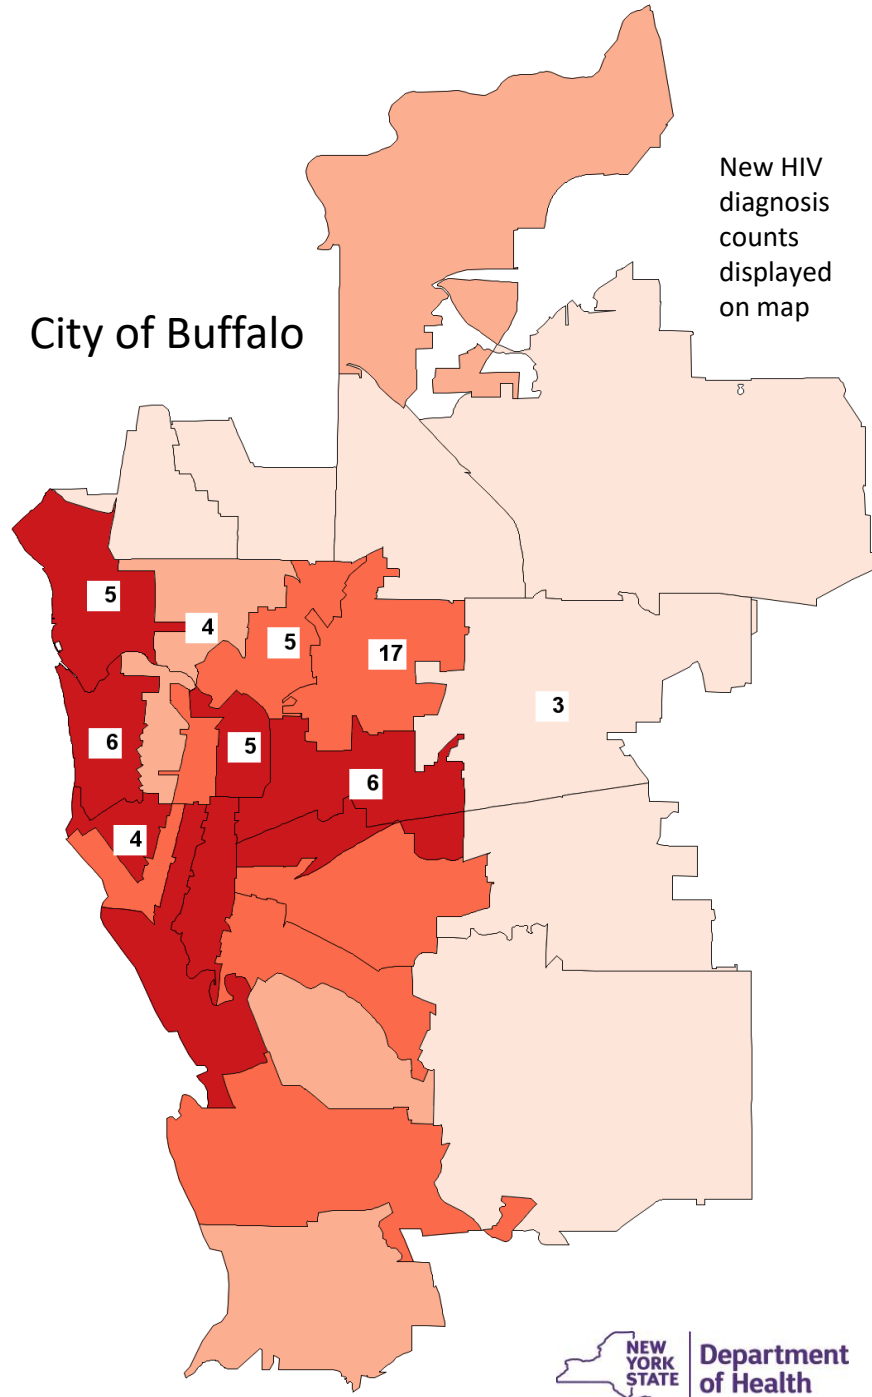 New HIV
diagnosis
counts
displayed
on map
City of Buffalo
5
4
5
17
3
6
5
6
4
NEW
YORK
STATE
Department
of Health